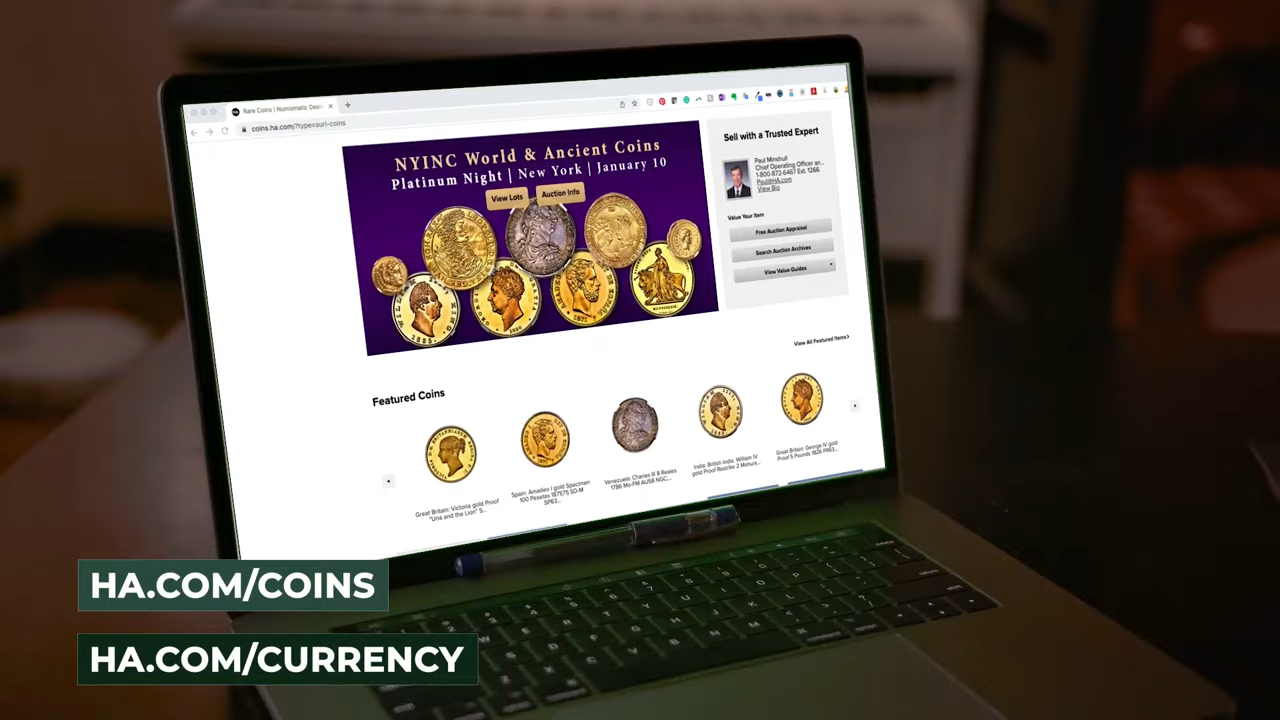 Rare Coins | Numismatic
coins.ha.com/?type=surl-coins
NYINC World & Ancient Coins
Platinum Night | New York | January 10
View Lots
Auction Info
Sell with a Trusted Expert
Paul Minshull
Chief Operating Officer an...
1-800-872-6467 Ext. 1266
Paul@HA.com
View Bio
Value Your Item
Free Auction Appraisal
Search Auction Archives
View Value Guides
View All Featured Items
Featured Coins
Great Britain: Victoria gold Proof
"Una and the Lion" 5...
Spain: Amadeo I gold Specimen
100 Pesetas 1871(71) SD-M
SP63...
Venezuela: Charles III 8 Reales
1786 Mo-FM AU58 NGC...
India: British India. William IV
gold Proof Restrike 2 Mohurs...
Great Britain: George IV gold
Proof 5 Pounds 1826 PR63...
HA.COM/COINS
HA.COM/CURRENCY